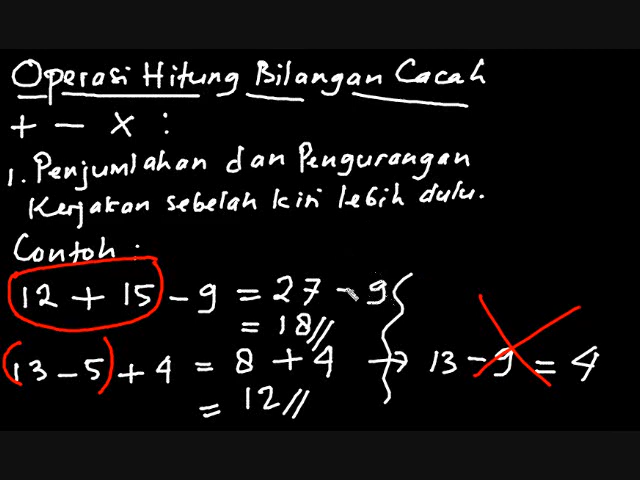 Operasi Hitung Bilangan Cacah
+ - x :
1. Penjumlahan dan Pengurangan
Kerjakan sebelah kiri lebih dulu.
Contoh :
12 + 15 - 9 = 27 - 9
= 18//
(13 - 5) + 4 = 8 + 4 → 13 - 9 = 4
= 12//